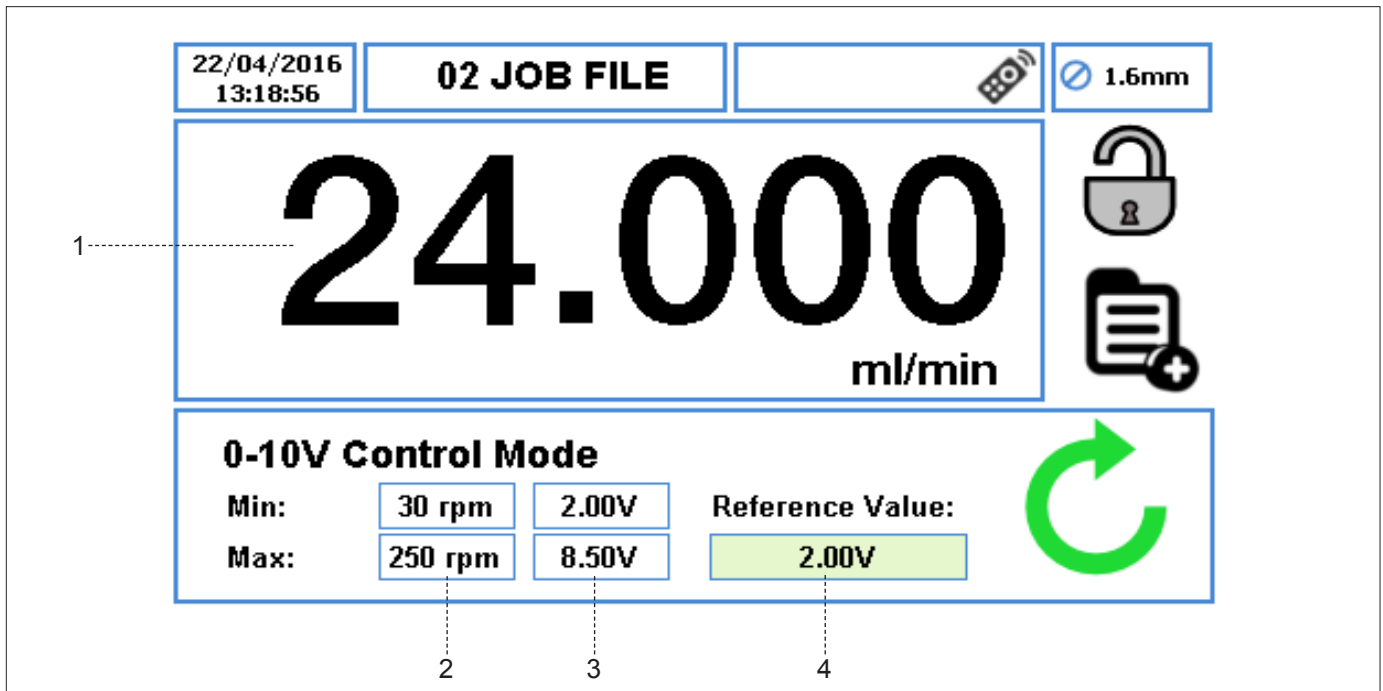 22/04/2016
13:18:56
02 JOB FILE
1.6mm
24.000
ml/min
1
0-10V Control Mode
Min: 30 rpm 2.00V Reference Value:
Max: 250 rpm 8.50V 2.00V
2 3 4